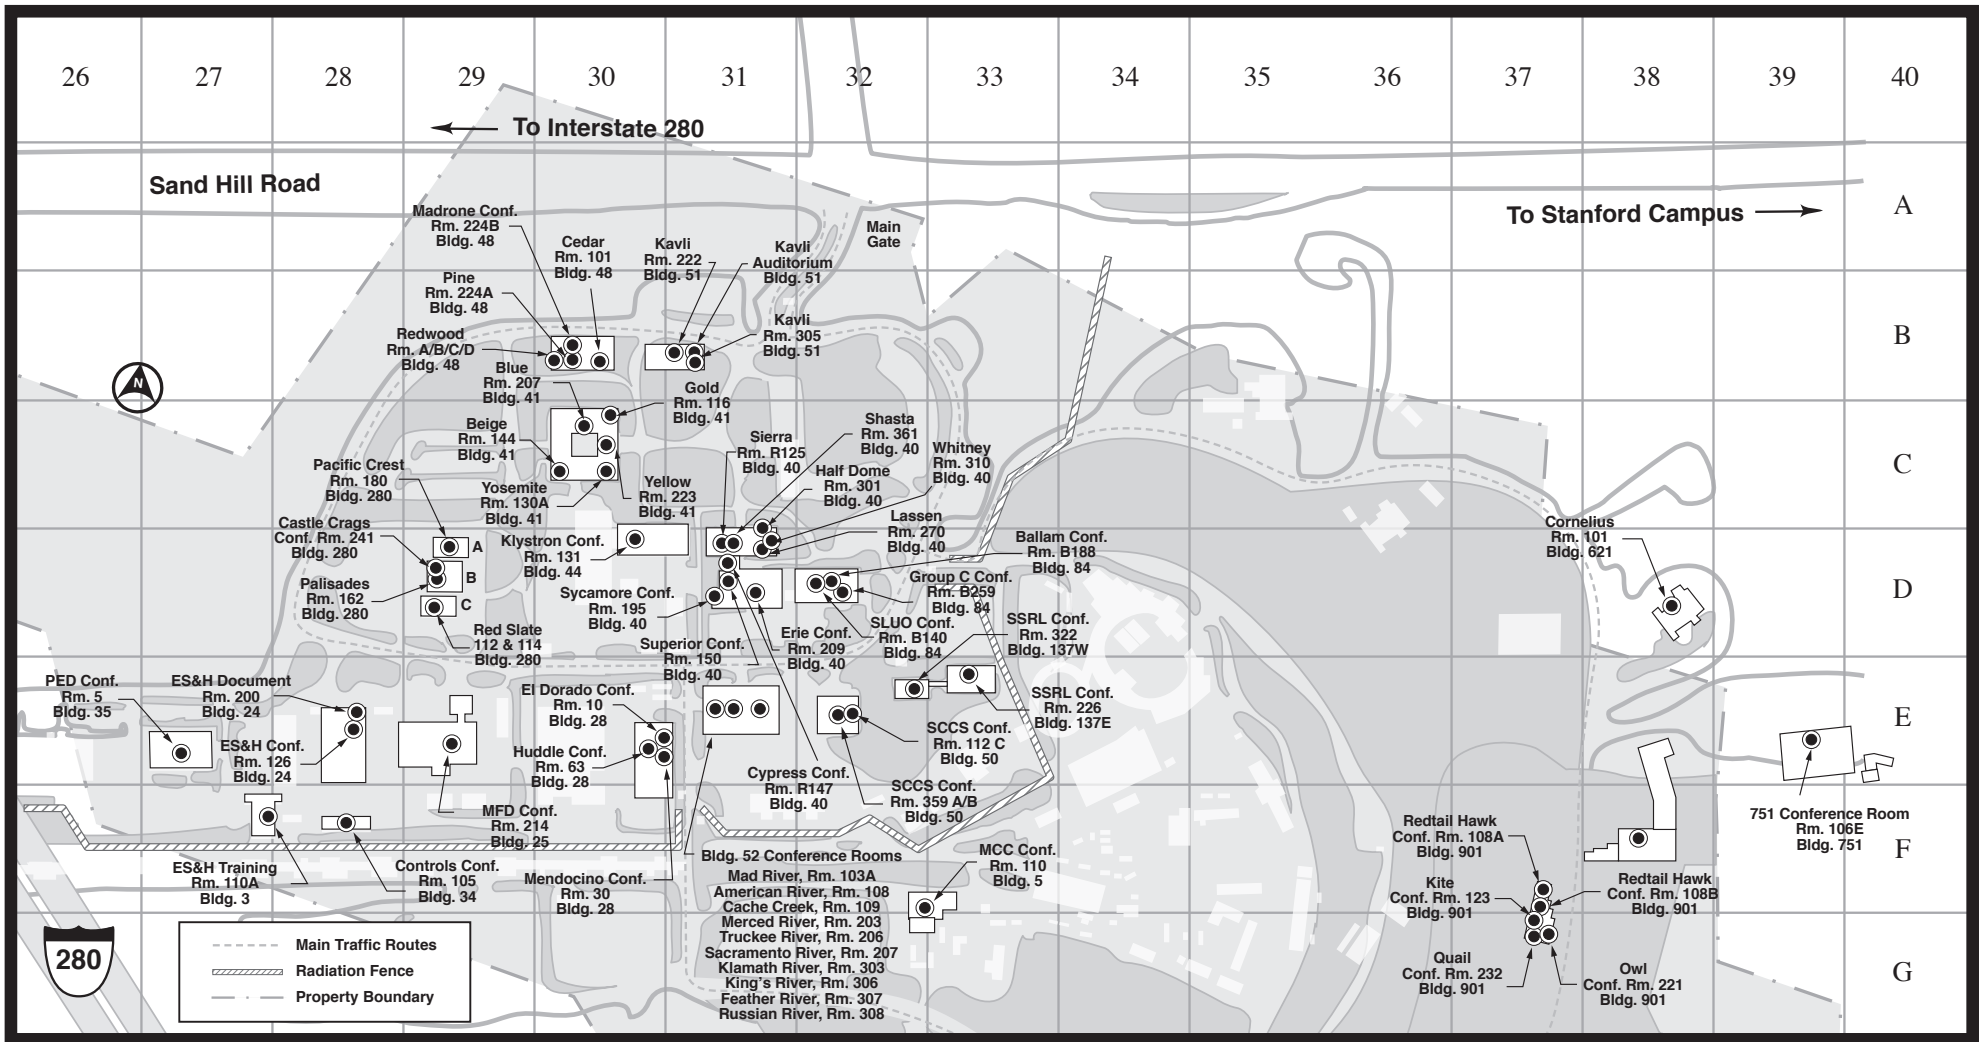 26 27 28 29 30 31 32 33 34 35 36 37 38 39 40
To Interstate 280
Sand Hill Road
To Stanford Campus
A
Main
Gate
Madrone Conf.
Rm. 224B
Bldg. 48
Cedar
Rm. 101
Bldg. 48
Kavli
Rm. 222
Bldg. 51
Kavli
Auditorium
Bldg. 51
Pine
Rm. 224A
Bldg. 48
Redwood
Rm. A/B/C/D
Bldg. 48
Kavli
Rm. 305
Bldg. 51
B
N
Blue
Rm. 207
Bldg. 41
Gold
Rm. 116
Bldg. 41
Beige
Rm. 144
Bldg. 41
Sierra
Rm. R125
Bldg. 40
Shasta
Rm. 361
Bldg. 40
Whitney
Rm. 310
Bldg. 40
C
Pacific Crest
Rm. 180
Bldg. 280
Yosemite
Rm. 130A
Bldg. 41
Yellow
Rm. 223
Bldg. 41
Half Dome
Rm. 301
Bldg. 40
Castle Crags
Conf. Rm. 241
Bldg. 280
Klystron Conf.
Rm. 131
Bldg. 44
Lassen
Rm. 270
Bldg. 40
Ballam Conf.
Rm. B188
Bldg. 84
Cornelius
Rm. 101
Bldg. 621
A
B
C
Palisades
Rm. 162
Bldg. 280
Sycamore Conf.
Rm. 195
Bldg. 40
Group C Conf.
Rm. B259
Bldg. 84
D
Red Slate
112 & 114
Bldg. 280
Superior Conf.
Rm. 150
Bldg. 40
Erie Conf.
Rm. 209
Bldg. 40
SLUO Conf.
Rm. B140
Bldg. 84
SSRL Conf.
Rm. 322
Bldg. 137W
PED Conf.
Rm. 5
Bldg. 35
ES&H Document
Rm. 200
Bldg. 24
El Dorado Conf.
Rm. 10
Bldg. 28
SSRL Conf.
Rm. 226
Bldg. 137E
E
ES&H Conf.
Rm. 126
Bldg. 24
Huddle Conf.
Rm. 63
Bldg. 28
SCCS Conf.
Rm. 112 C
Bldg. 50
Cypress Conf.
Rm. R147
Bldg. 40
SCCS Conf.
Rm. 359 A/B
Bldg. 50
MFD Conf.
Rm. 214
Bldg. 25
Redtail Hawk
Conf. Rm. 108A
Bldg. 901
751 Conference Room
Rm. 106E
Bldg. 751
F
ES&H Training
Rm. 110A
Bldg. 3
Controls Conf.
Rm. 105
Bldg. 34
Mendocino Conf.
Rm. 30
Bldg. 28
Bldg. 52 Conference Rooms
Mad River, Rm. 103A
American River, Rm. 108
Cache Creek, Rm. 109
Merced River, Rm. 203
Truckee River, Rm. 206
Sacramento River, Rm. 207
Klamath River, Rm. 303
King's River, Rm. 306
Feather River, Rm. 307
Russian River, Rm. 308
MCC Conf.
Rm. 110
Bldg. 5
Kite
Conf. Rm. 123
Bldg. 901
Redtail Hawk
Conf. Rm. 108B
Bldg. 901
Quail
Conf. Rm. 232
Bldg. 901
Owl
Conf. Rm. 221
Bldg. 901
G
280
Main Traffic Routes
Radiation Fence
Property Boundary